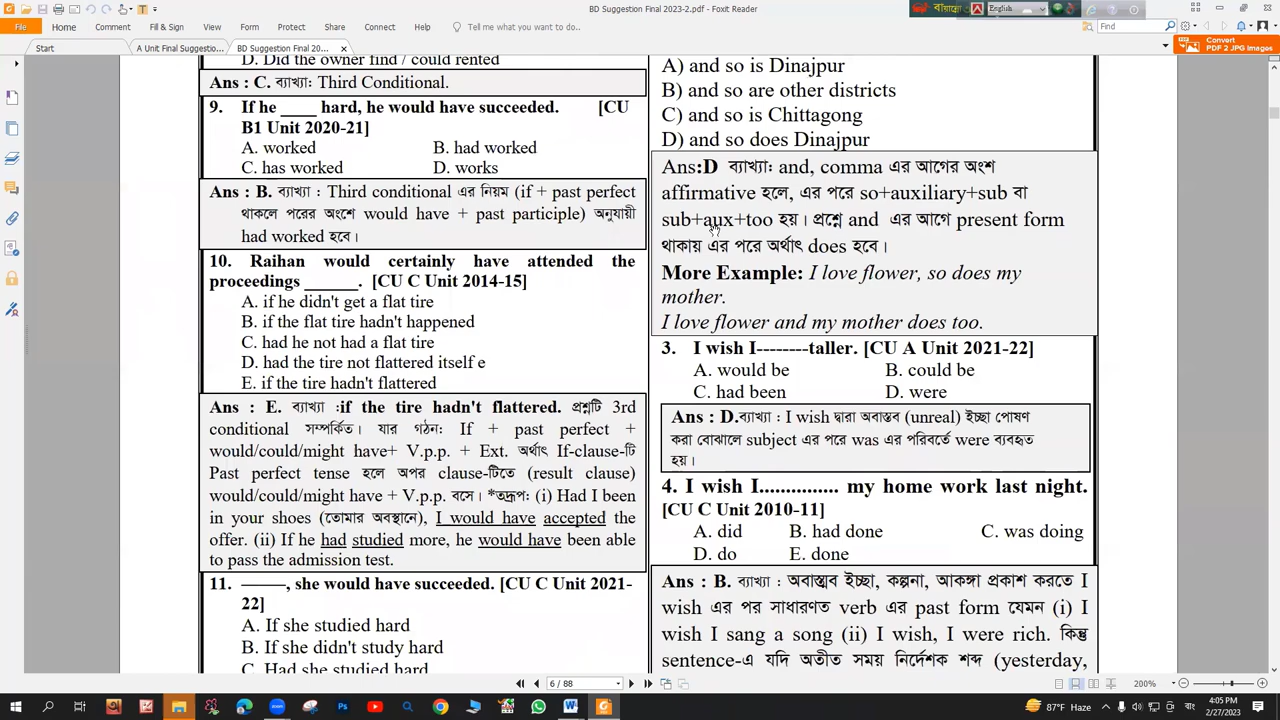 BD Suggestion Final 2023-2.pdf - Foxit Reader
English
File Home Comment Fill & Sign View Form Protect Share Connect Help Tell me what you want to do... Find
Start A Unit Final Suggestio... BD Suggestion Final 20...
Convert
PDF 2 JPG Images
D. Did the owner find / could rented
Ans : C. ব্যাখ্যা: Third Conditional.
9. If he ____ hard, he would have succeeded. [CU
B1 Unit 2020-21]
A. worked B. had worked
C. has worked D. works
Ans : B. ব্যাখ্যা : Third conditional এর নিয়ম (if + past perfect
থাকলে পরের অংশে would have + past participle) অনুযায়ী
had worked হবে।
10. Raihan would certainly have attended the
proceedings ______. [CU C Unit 2014-15]
A. if he didn't get a flat tire
B. if the flat tire hadn't happened
C. had he not had a flat tire
D. had the tire not flattered itself e
E. if the tire hadn't flattered
Ans : E. ব্যাখ্যা :if the tire hadn't flattered. প্রশ্নটি 3rd
conditional সম্পর্কিত। যার গঠন: If + past perfect +
would/could/might have+ V.p.p. + Ext. অর্থাৎ If-clause-টি
Past perfect tense হলে অপর clause-টিতে (result clause)
would/could/might have + V.p.p. বসে। *তদ্রূপ: (i) Had I been
in your shoes (তোমার অবস্থানে), I would have accepted the
offer. (ii) If he had studied more, he would have been able
to pass the admission test.
11. ———, she would have succeeded. [CU C Unit 2021-
22]
A. If she studied hard
B. If she didn't study hard
C. Had she studied hard
A) and so is Dinajpur
B) and so are other districts
C) and so is Chittagong
D) and so does Dinajpur
Ans:D ব্যাখ্যা: and, comma এর আগের অংশ
affirmative হলে, এর পরে so+auxiliary+sub বা
sub+aux+too হয়। প্রশ্নে and এর আগে present form
থাকায় এর পরে অর্থাৎ does হবে।
More Example: I love flower, so does my
mother.
I love flower and my mother does too.
3. I wish I--------taller. [CU A Unit 2021-22]
A. would be B. could be
C. had been D. were
Ans : D.ব্যাখ্যা : I wish দ্বারা অবাস্তব (unreal) ইচ্ছা পোষণ
করা বোঝালে subject এর পরে was এর পরিবর্তে were ব্যবহৃত
হয়।
4. I wish I............... my home work last night.
[CU C Unit 2010-11]
A. did B. had done C. was doing
D. do E. done
Ans : B. ব্যাখ্যা : অবাস্তব ইচ্ছা, কল্পনা, আকঙ্গা প্রকাশ করতে I
wish এর পর সাধারণত verb এর past form যেমন (i) I
wish I sang a song (ii) I wish, I were rich. কিন্তু
sentence-এ যদি অতীত সময় নির্দেশক শব্দ (yesterday,
6 / 88 200%
87°F Haze 4:05 PM
2/27/2023